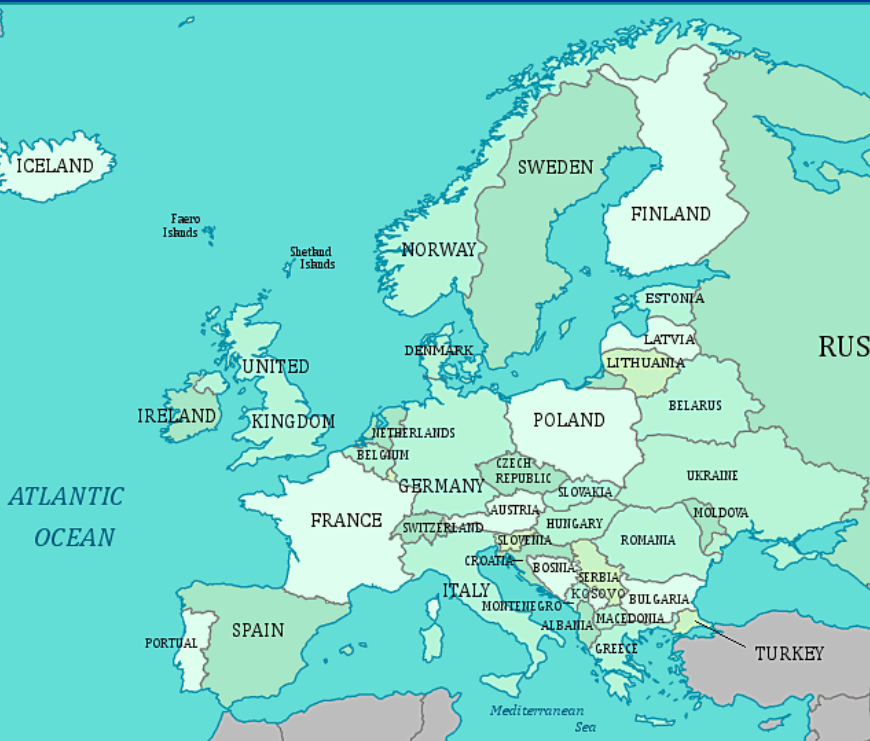 ICELAND
SWEDEN
FINLAND
Faero
Islands
NORWAY
Shetland
Islands
ESTONIA
RUS
LATVIA
DENMARK
LITHUANIA
UNITED
KINGDOM
IRELAND
BELARUS
POLAND
NETHERLANDS
BELGIUM
CZECH
REPUBLIC
UKRAINE
GERMANY
SLOVAKIA
ATLANTIC
OCEAN
AUSTRIA
MOLDOVA
FRANCE
SWITZERLAND
HUNGARY
SLOVENIA
ROMANIA
CROATIA
BOSNIA
SERBIA
ITALY
KOSOVO
MONTENEGRO
BULGARIA
MACEDONIA
ALBANIA
SPAIN
PORTUAL
GREECE
TURKEY
Mediterranean
Sea